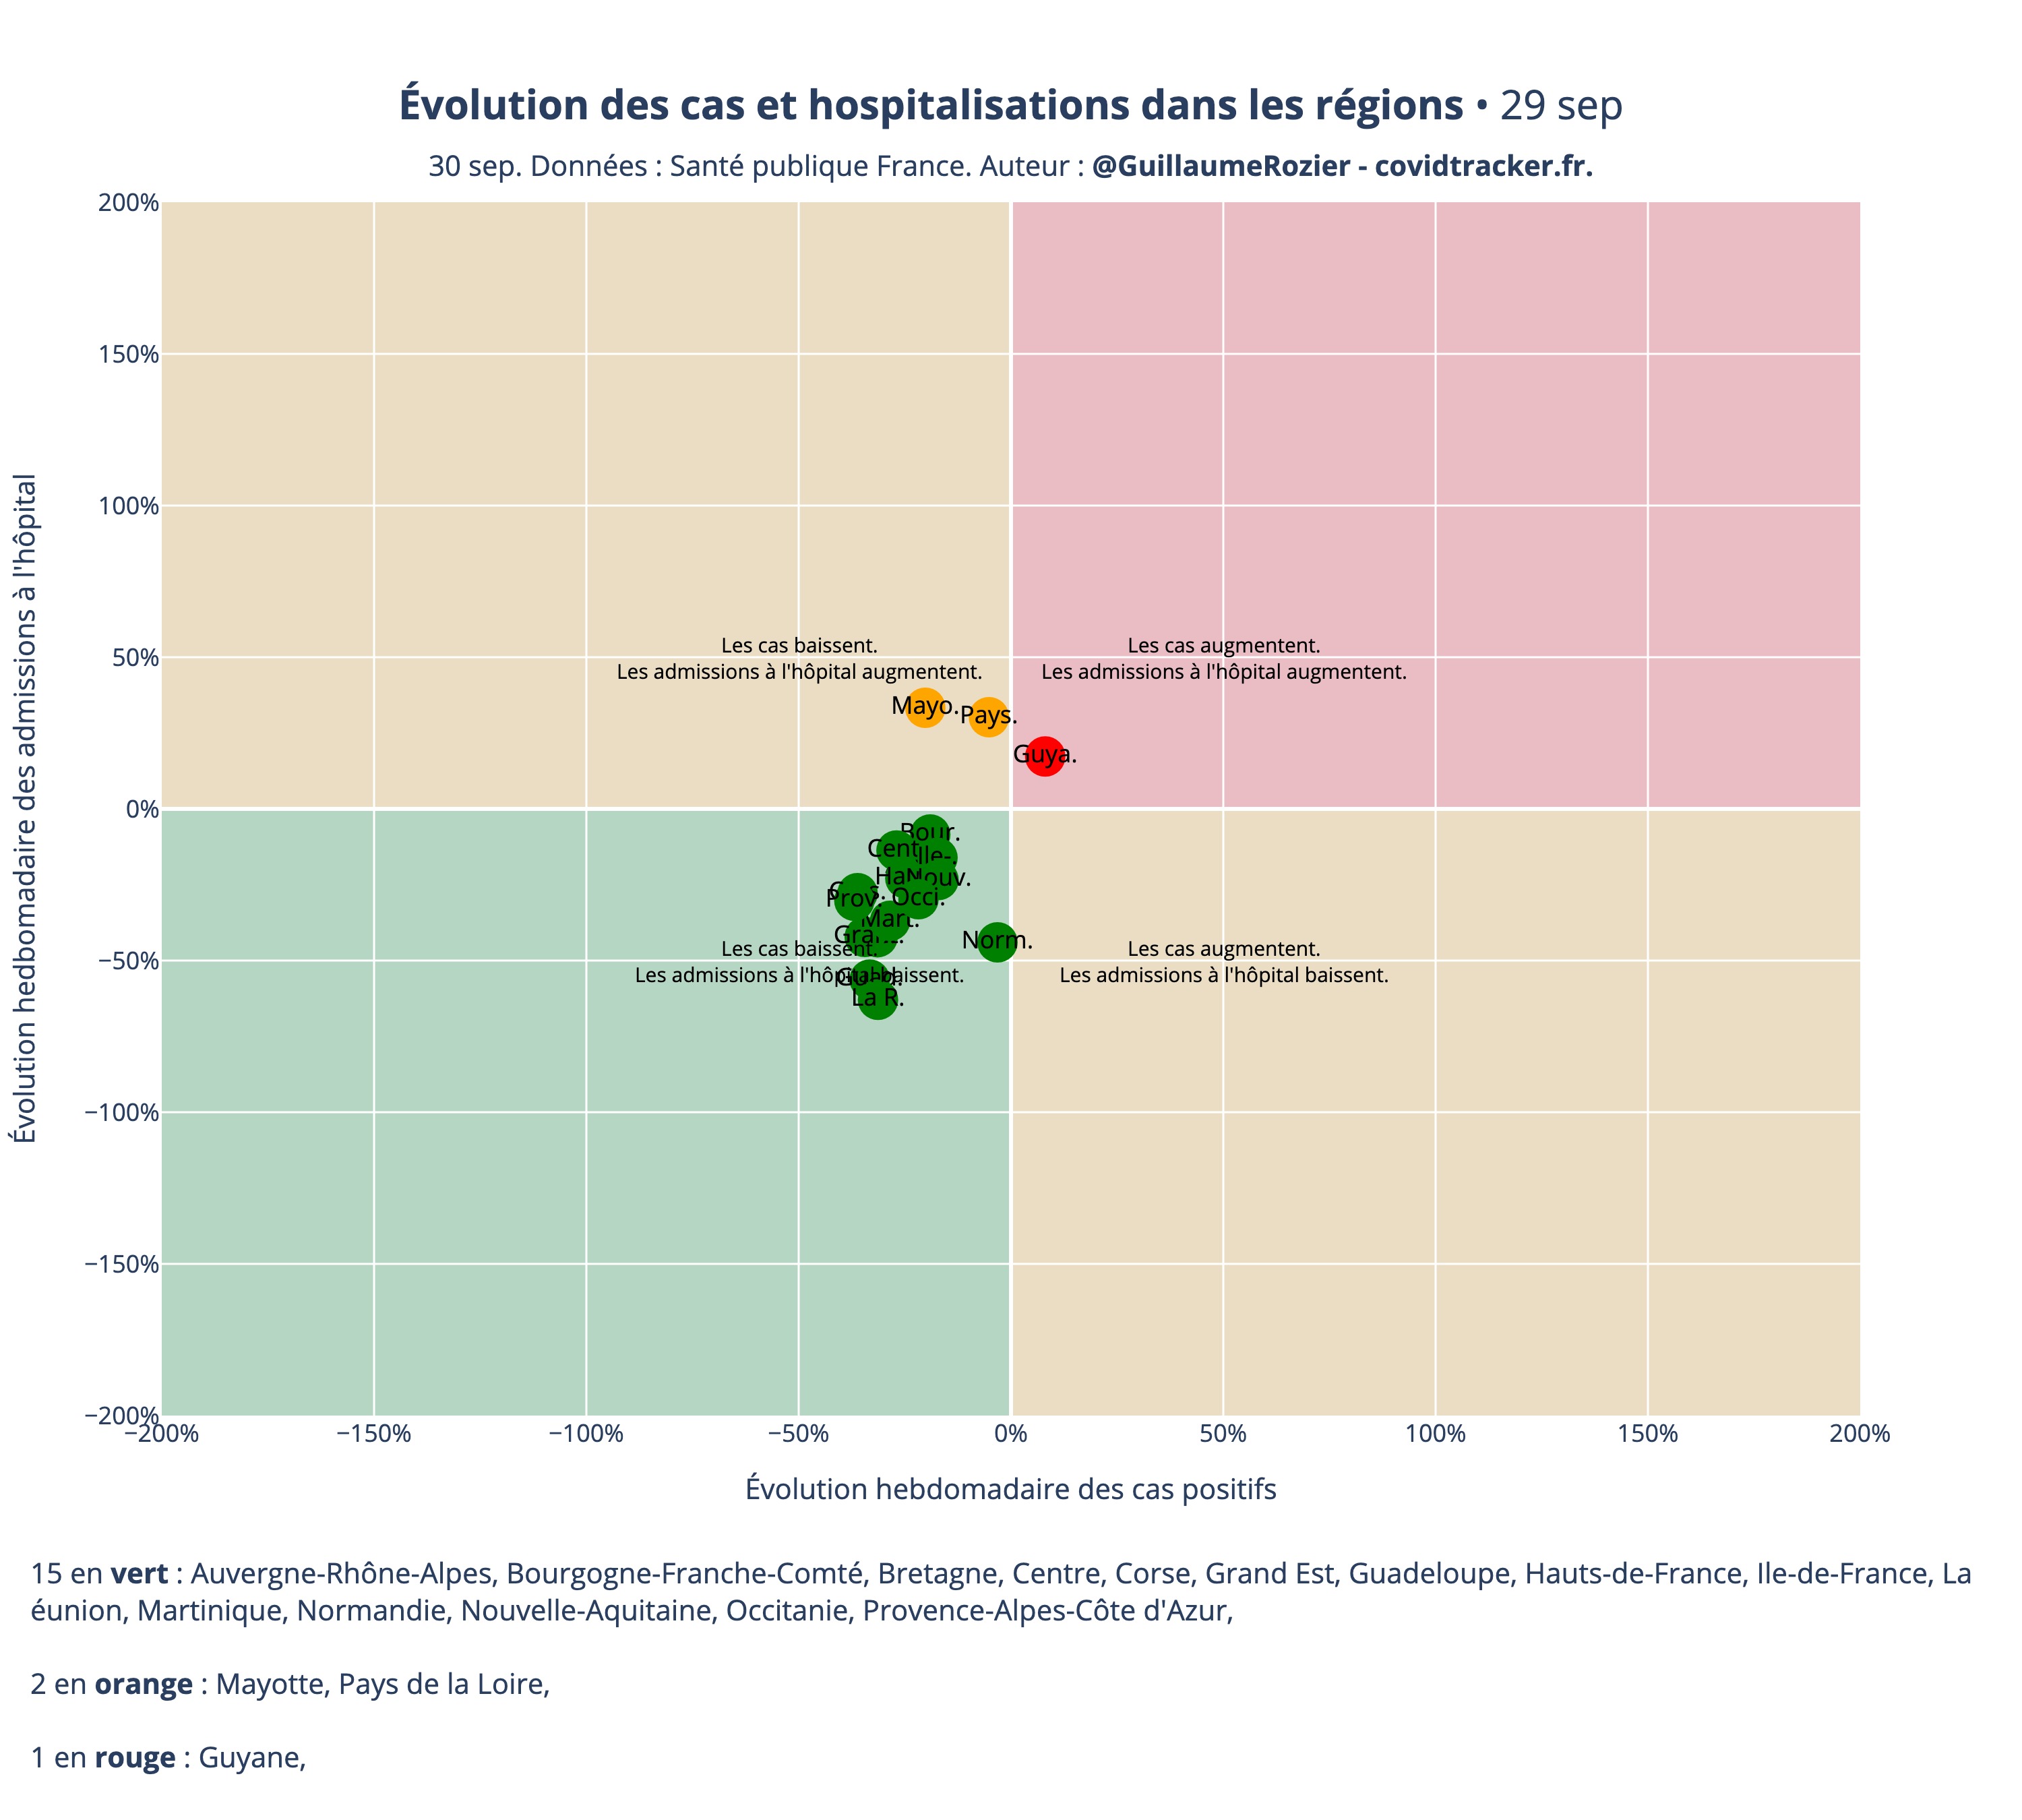 Évolution des cas et hospitalisations dans les régions • 29 sep
30 sep. Données : Santé publique France. Auteur : @GuillaumeRozier - covidtracker.fr.
Évolution hedbomadaire des admissions à l'hôpital
200%
150%
100%
50%
0%
−50%
−100%
−150%
−200%
Les cas baissent.
Les admissions à l'hôpital augmentent.
Les cas augmentent.
Les admissions à l'hôpital augmentent.
Mayo.
Pays.
Guya.
Bour.
Cent.
Ile-.
Nouv.
Prov.
Occi.
Mart.
Norm.
La R.
Les cas baissent.
Les admissions à l'hôpital baissent.
Les cas augmentent.
Les admissions à l'hôpital baissent.
−200%
−150%
−100%
−50%
0%
50%
100%
150%
200%
Évolution hebdomadaire des cas positifs
15 en vert : Auvergne-Rhône-Alpes, Bourgogne-Franche-Comté, Bretagne, Centre, Corse, Grand Est, Guadeloupe, Hauts-de-France, Ile-de-France, La
éunion, Martinique, Normandie, Nouvelle-Aquitaine, Occitanie, Provence-Alpes-Côte d'Azur,
2 en orange : Mayotte, Pays de la Loire,
1 en rouge : Guyane,